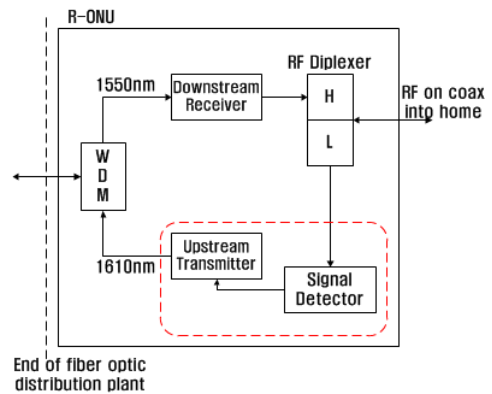 R-ONU
1550nm
Downstream
Receiver
RF Diplexer
H
L
RF on coax
into home
W
D
M
1610nm
Upstream
Transmitter
Signal
Detector
End of fiber optic
distribution plant